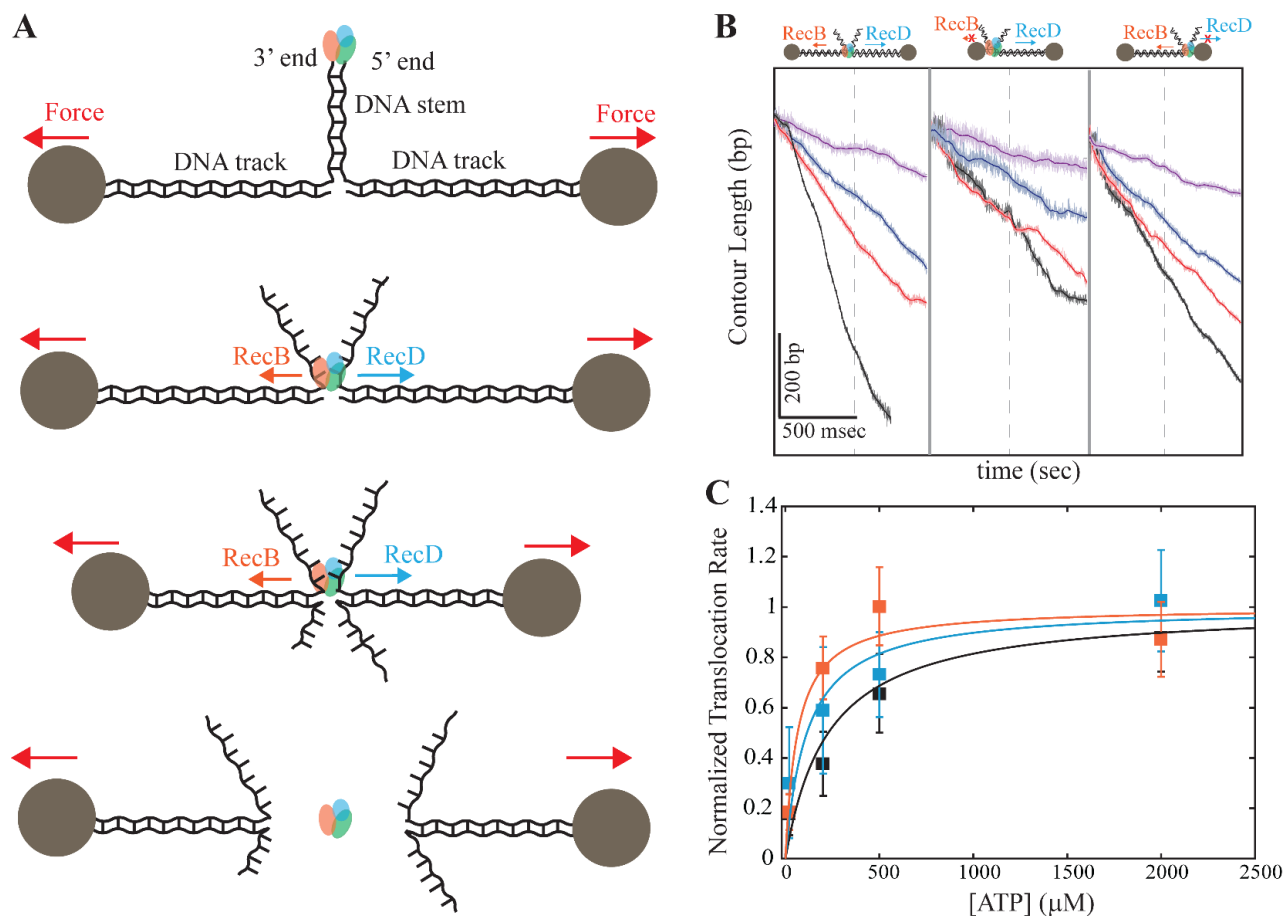 A
3' end
5' end
DNA stem
Force
Force
DNA track
DNA track
RecB
RecD
RecB
RecD
B
RecB
RecD
RecB
RecD
RecB
RecD
Contour Length (bp)
200 bp
500 msec
time (sec)
C
Normalized Translocation Rate
1.4
1.2
1
0.8
0.6
0.4
0.2
0
0
500
1000
1500
2000
2500
[ATP] (μM)